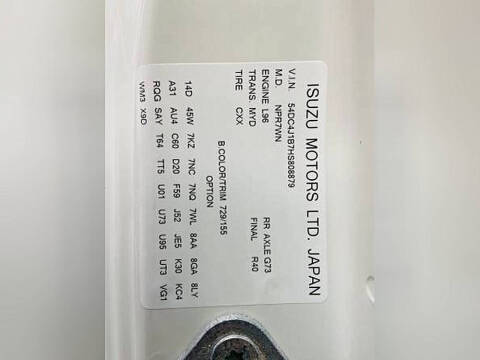 ISUZU MOTORS LTD. JAPAN
V.I.N. 54DC4J1B7HS808879
M.D. NPR7WN
ENGINE L96 RR AXLE G73
TRANS. MYD FINAL R40
TIRE CXX
B.COLOR/TRIM 729/155
OPTION
14D 45W 7KZ 7NC 7NQ 7WL 8AA 8GA 8LY
A31 AU4 C60 D20 F59 J52 JE5 K30 KC4
RQG SAY T64 TT5 U01 U73 U95 UT3 VG1
WM3 X9D